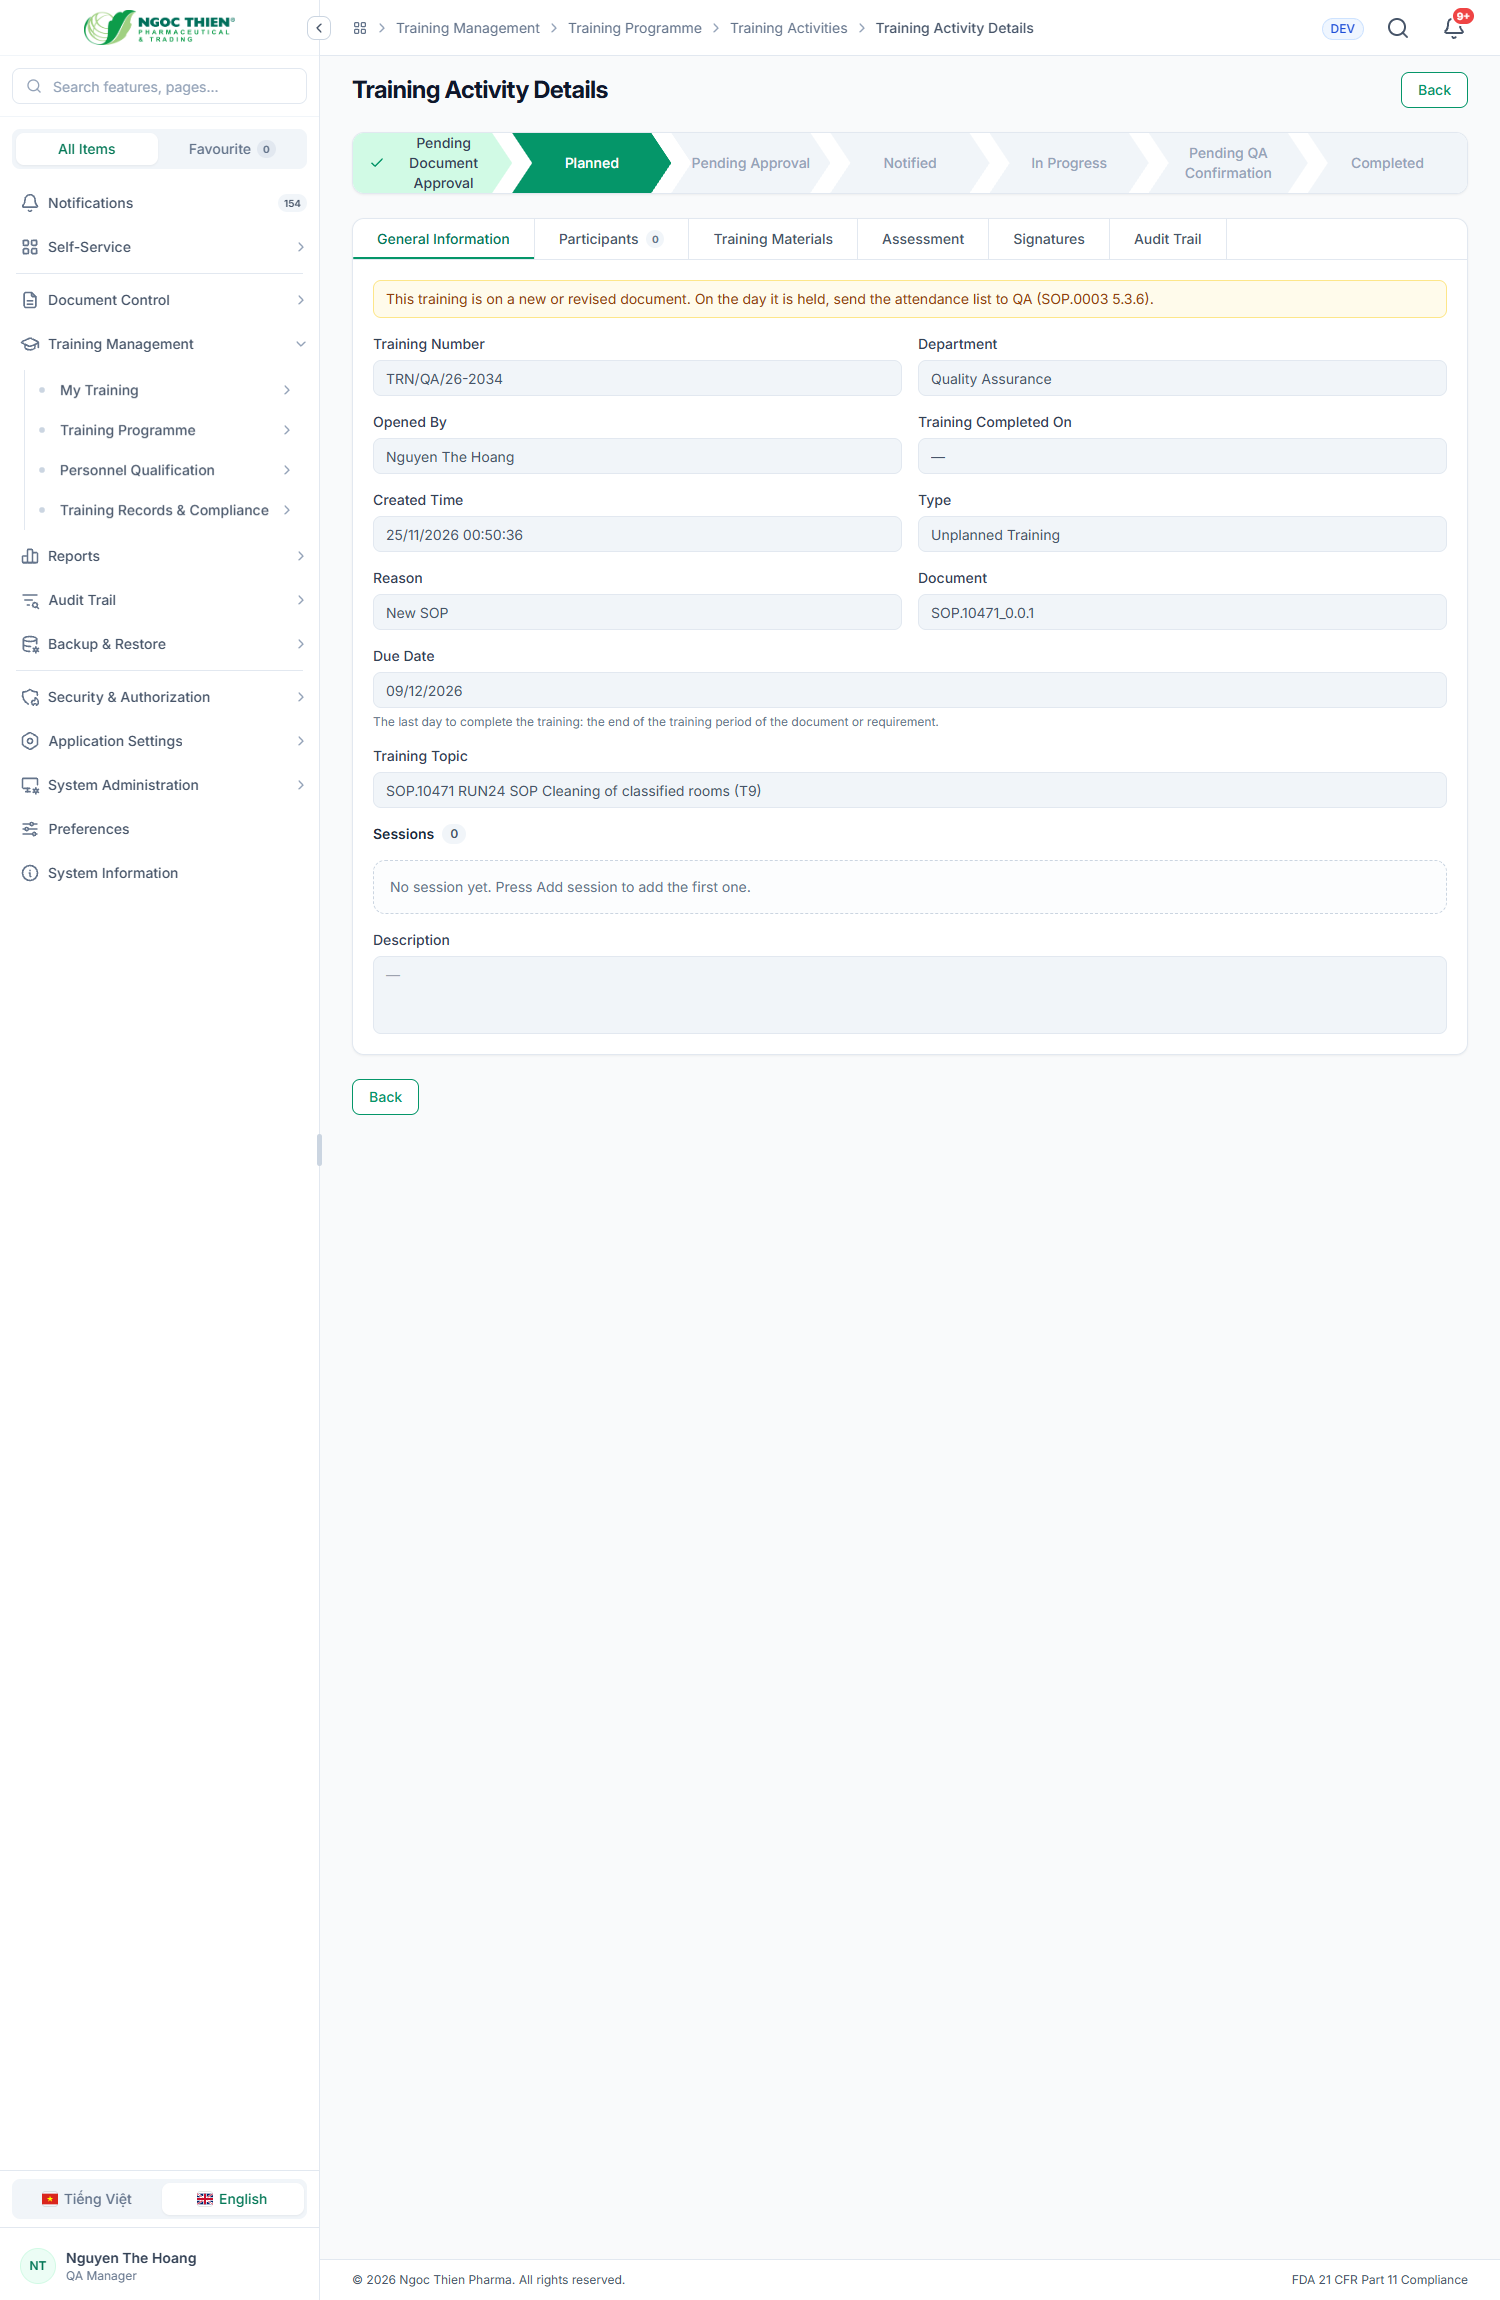 NGOC THIEN®
PHARMACEUTICAL
& TRADING
Search features, pages...
All Items
Favourite 0
Notifications 154
Self-Service
Document Control
Training Management
My Training
Training Programme
Personnel Qualification
Training Records & Compliance
Reports
Audit Trail
Backup & Restore
Security & Authorization
Application Settings
System Administration
Preferences
System Information
Tiếng Việt
English
NT
Nguyen The Hoang
QA Manager
Training Management
Training Programme
Training Activities
Training Activity Details
DEV
9+
Training Activity Details
Back
Pending
Document
Approval
Planned
Pending Approval
Notified
In Progress
Pending QA
Confirmation
Completed
General Information
Participants 0
Training Materials
Assessment
Signatures
Audit Trail
This training is on a new or revised document. On the day it is held, send the attendance list to QA (SOP.0003 5.3.6).
Training Number
TRN/QA/26-2034
Department
Quality Assurance
Opened By
Nguyen The Hoang
Training Completed On
—
Created Time
25/11/2026 00:50:36
Type
Unplanned Training
Reason
New SOP
Document
SOP.10471_0.0.1
Due Date
09/12/2026
The last day to complete the training: the end of the training period of the document or requirement.
Training Topic
SOP.10471 RUN24 SOP Cleaning of classified rooms (T9)
Sessions 0
No session yet. Press Add session to add the first one.
Description
—
Back
© 2026 Ngoc Thien Pharma. All rights reserved.
FDA 21 CFR Part 11 Compliance